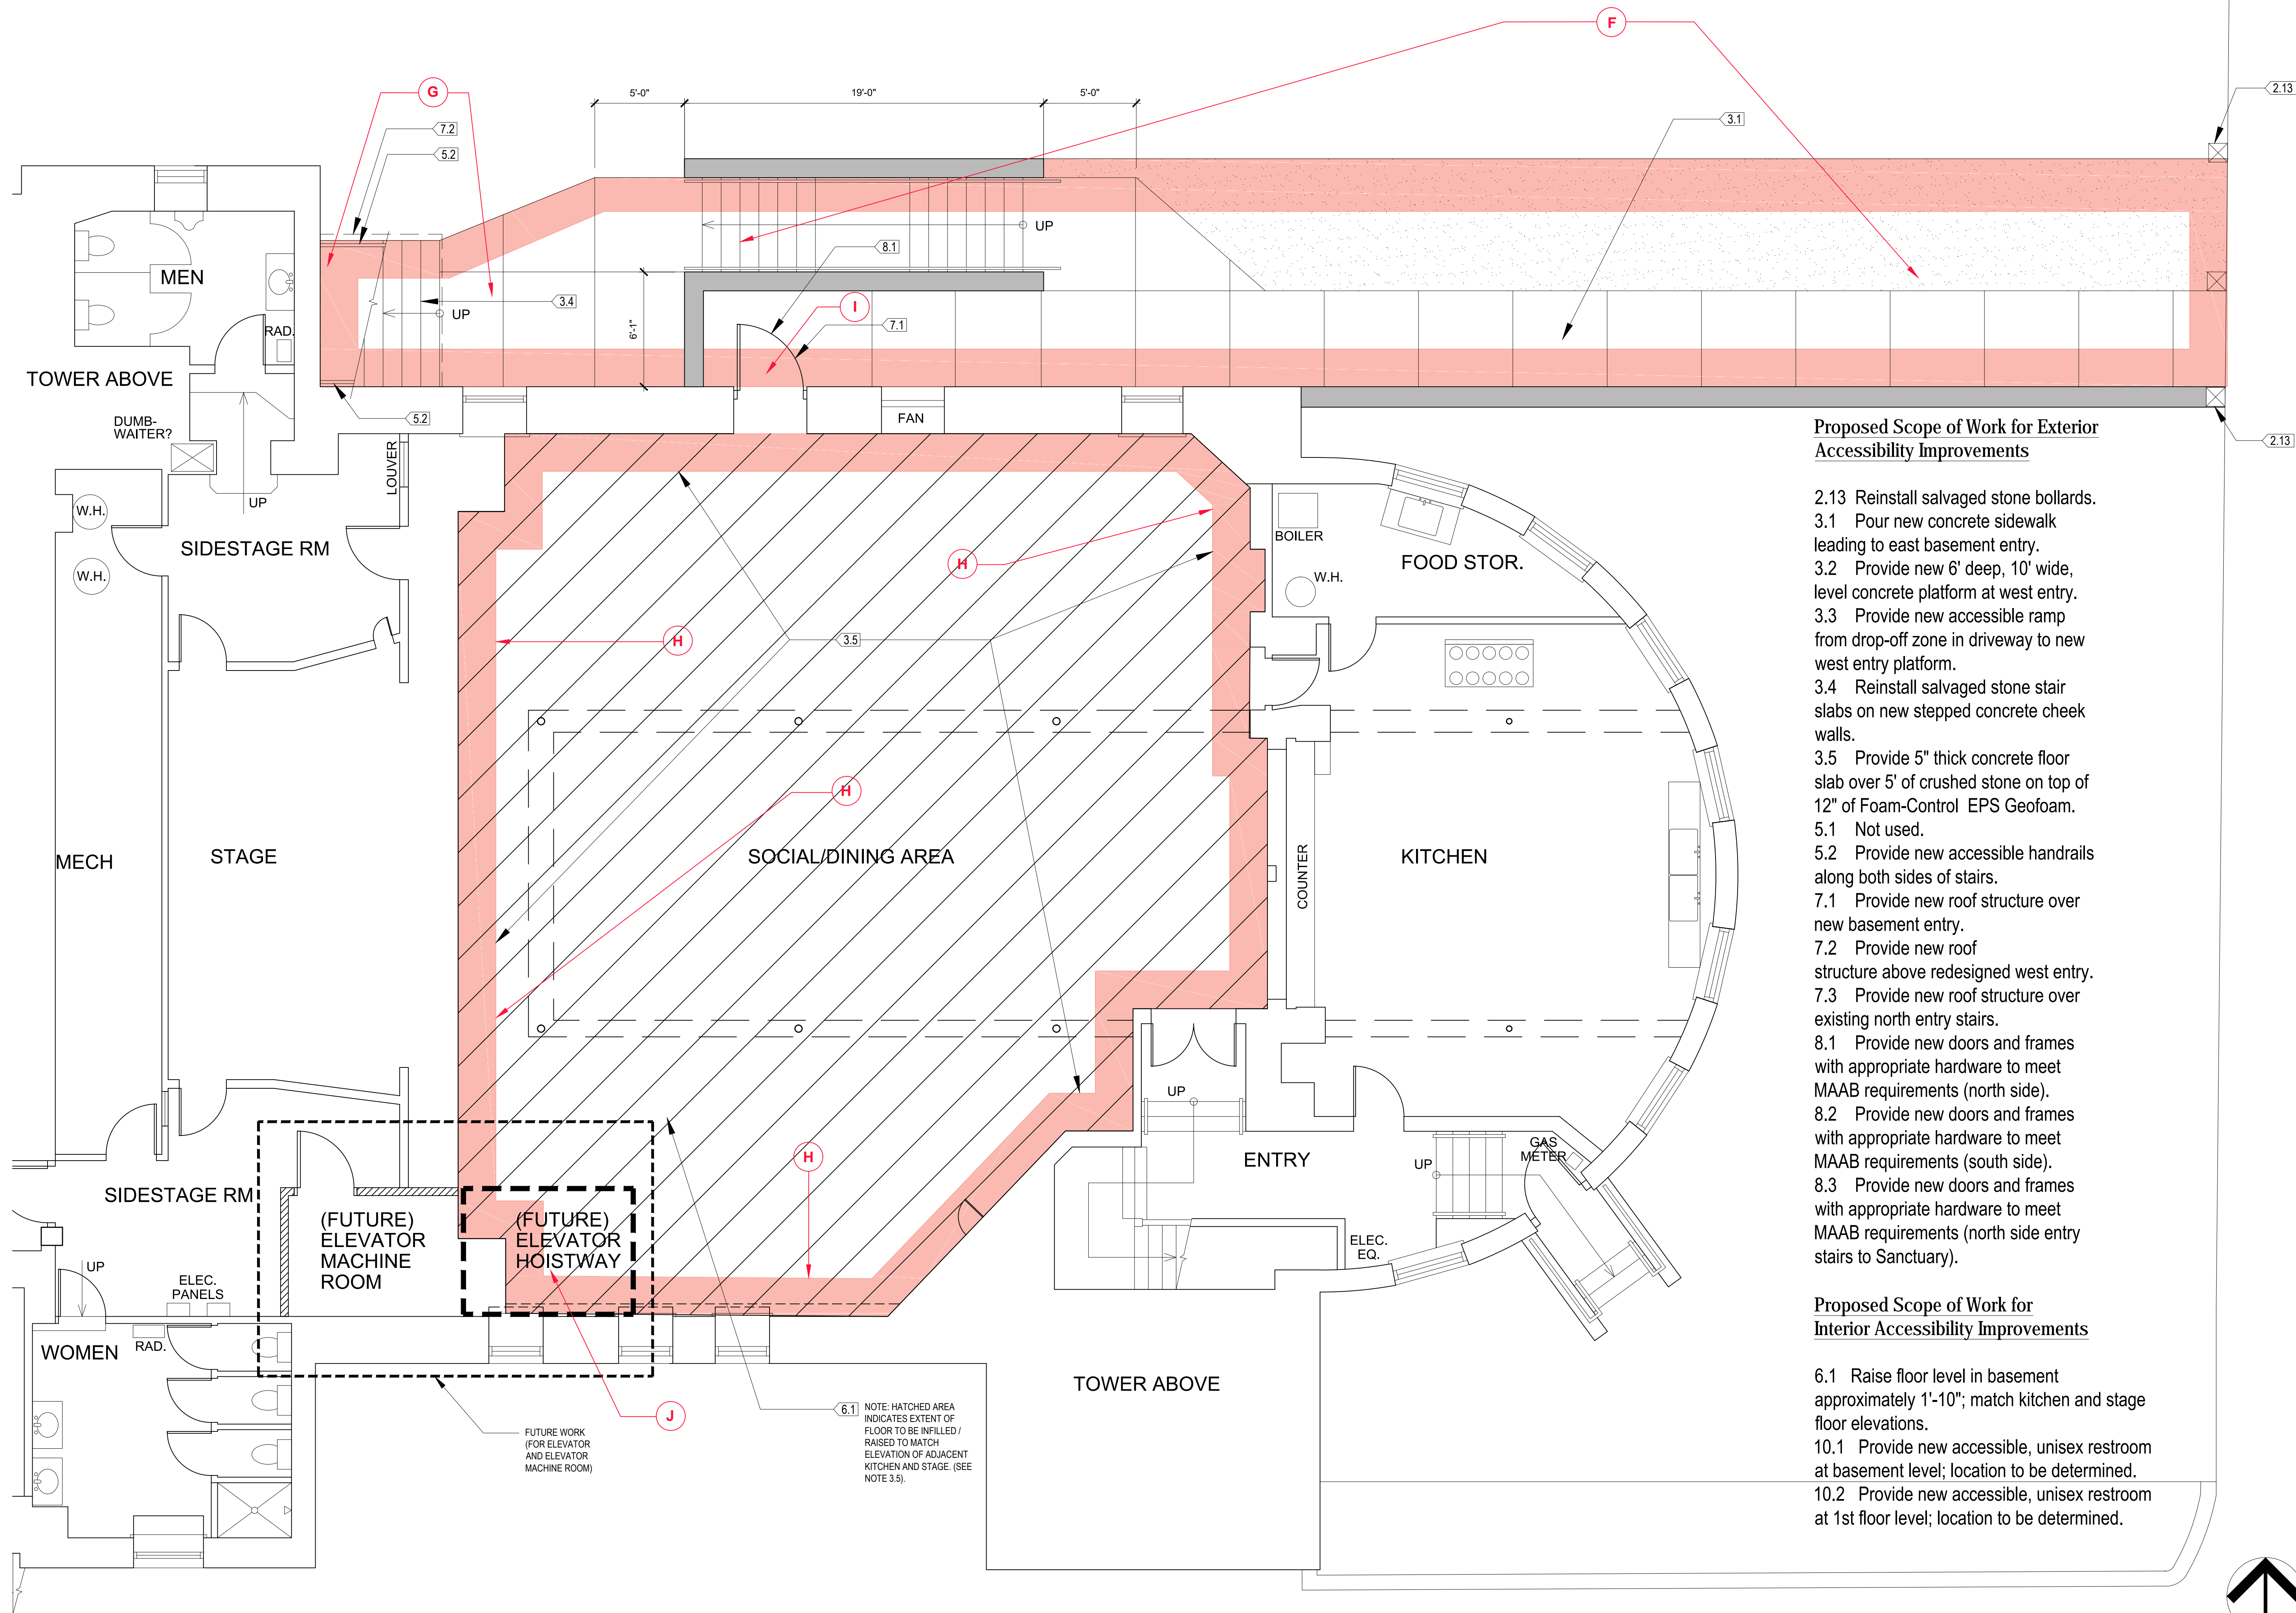 F
2.13
G
5'-0"
19'-0"
5'-0"
3.1
7.2
5.2
UP
8.1
MEN
3.4
UP
I
7.1
6'-1"
RAD.
TOWER ABOVE
5.2
FAN
DUMB-
WAITER?
LOUVER
2.13
UP
W.H.
SIDESTAGE RM
W.H.
BOILER
FOOD STOR.
W.H.
H
H
3.5
H
MECH
STAGE
SOCIAL/DINING AREA
COUNTER
KITCHEN
UP
H
ENTRY
UP
GAS
METER
SIDESTAGE RM
(FUTURE)
ELEVATOR
MACHINE
ROOM
(FUTURE)
ELEVATOR
HOISTWAY
ELEC.
EQ.
UP
ELEC.
PANELS
RAD.
WOMEN
TOWER ABOVE
J
6.1
NOTE: HATCHED AREA
INDICATES EXTENT OF
FLOOR TO BE INFILLED /
RAISED TO MATCH
ELEVATION OF ADJACENT
KITCHEN AND STAGE. (SEE
NOTE 3.5).
FUTURE WORK
(FOR ELEVATOR
AND ELEVATOR
MACHINE ROOM)
Proposed Scope of Work for Exterior
Accessibility Improvements
2.13 Reinstall salvaged stone bollards.
3.1 Pour new concrete sidewalk
leading to east basement entry.
3.2 Provide new 6' deep, 10' wide,
level concrete platform at west entry.
3.3 Provide new accessible ramp
from drop-off zone in driveway to new
west entry platform.
3.4 Reinstall salvaged stone stair
slabs on new stepped concrete cheek
walls.
3.5 Provide 5" thick concrete floor
slab over 5' of crushed stone on top of
12" of Foam-Control EPS Geofoam.
5.1 Not used.
5.2 Provide new accessible handrails
along both sides of stairs.
7.1 Provide new roof structure over
new basement entry.
7.2 Provide new roof
structure above redesigned west entry.
7.3 Provide new roof structure over
existing north entry stairs.
8.1 Provide new doors and frames
with appropriate hardware to meet
MAAB requirements (north side).
8.2 Provide new doors and frames
with appropriate hardware to meet
MAAB requirements (south side).
8.3 Provide new doors and frames
with appropriate hardware to meet
MAAB requirements (north side entry
stairs to Sanctuary).
Proposed Scope of Work for
Interior Accessibility Improvements
6.1 Raise floor level in basement
approximately 1'-10"; match kitchen and stage
floor elevations.
10.1 Provide new accessible, unisex restroom
at basement level; location to be determined.
10.2 Provide new accessible, unisex restroom
at 1st floor level; location to be determined.